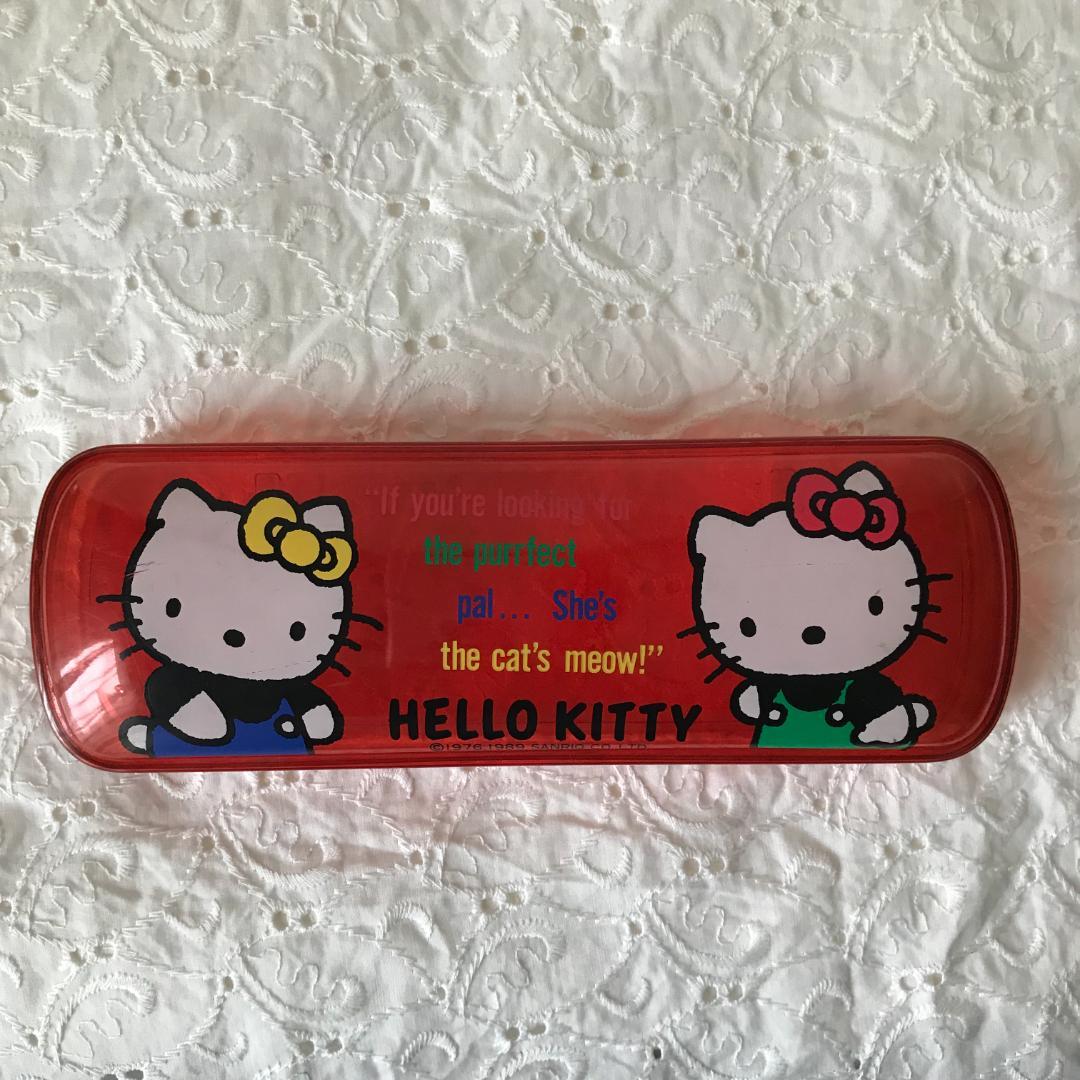 “If you're looking for
the purrfect
pal... She's
the cat's meow!”
HELLO KITTY
©1976, 1989 SANRIO CO., LTD.